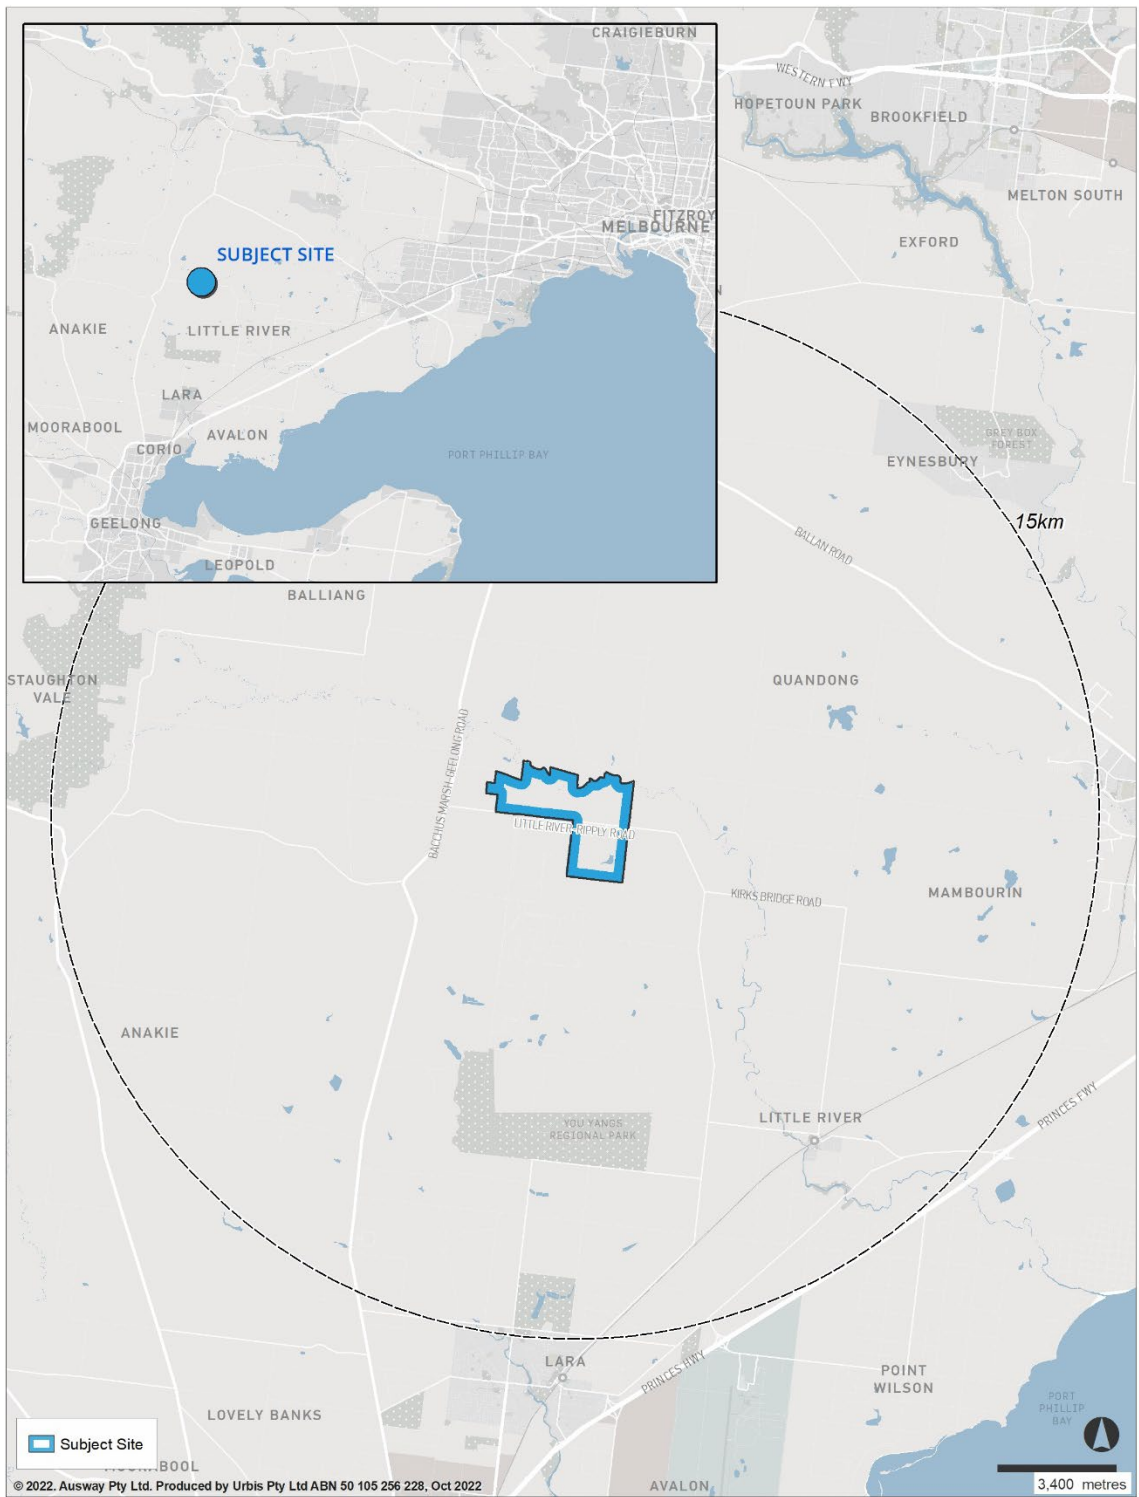 CRAIGIEBURN
FITZROY
MELBOURNE
SUBJECT SITE
ANAKIE
LITTLE RIVER
LARA
MOORABOOL
AVALON
CORIO
PORT PHILLIP BAY
GEELONG
LEOPOLD
WESTERN FWY
HOPETOUN PARK
BROOKFIELD
MELTON SOUTH
EXFORD
GREY BOX
FOREST
EYNESBURY
15km
BALLAN ROAD
BALLIANG
STAUGHTON
VALE
QUANDONG
BACCHUS MARSH-GEELONG ROAD
LITTLE RIVER-RIPPLY ROAD
KIRKS BRIDGE ROAD
MAMBOURIN
ANAKIE
LITTLE RIVER
PRINCES FWY
YOU YANGS
REGIONAL PARK
LARA
PRINCES HWY
POINT
WILSON
PORT
PHILLIP
BAY
LOVELY BANKS
Subject Site
MOORABOOL
AVALON
3,400 metres
© 2022. Ausway Pty Ltd. Produced by Urbis Pty Ltd ABN 50 105 256 228, Oct 2022